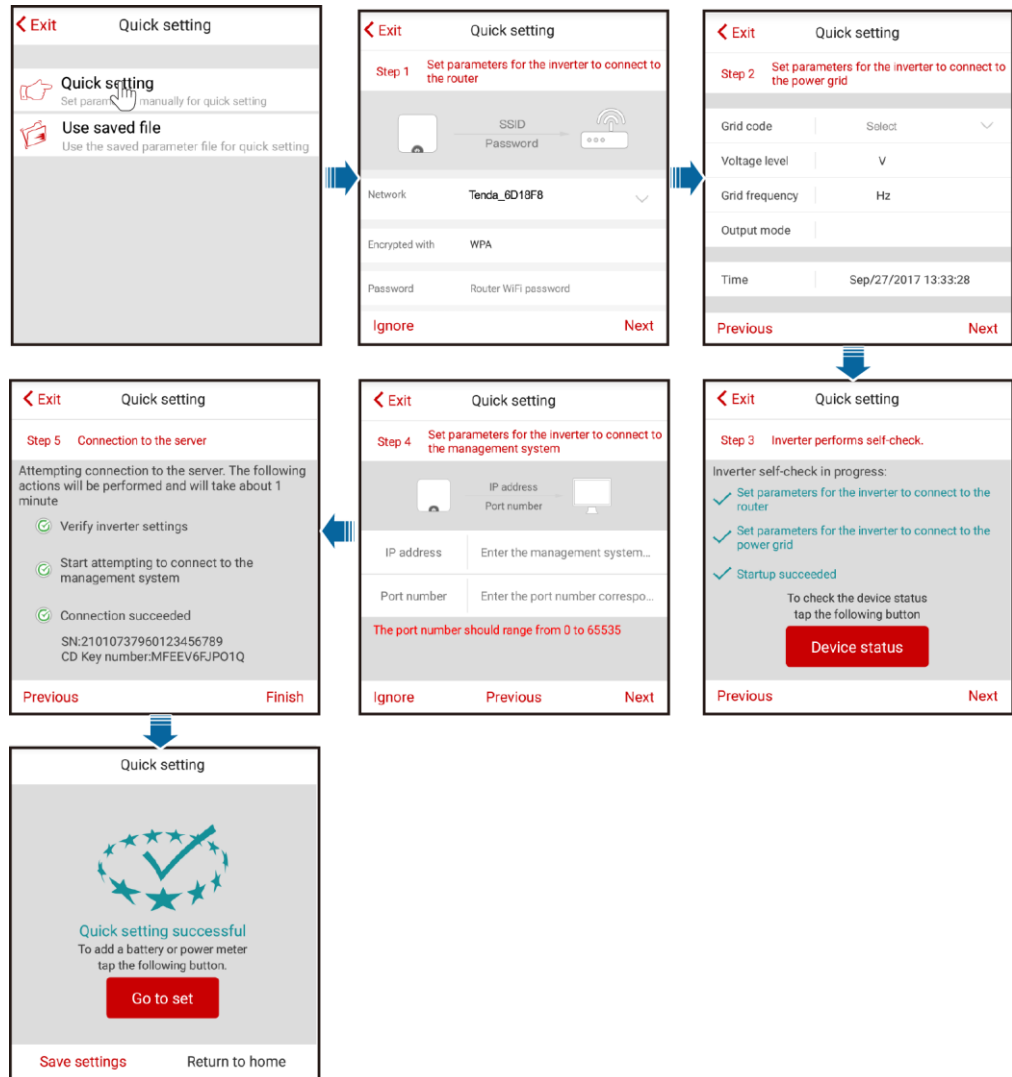 Exit
Quick setting
Quick setting
Set parameters manually for quick setting
Use saved file
Use the saved parameter file for quick setting
Exit
Quick setting
Step 1
Set parameters for the inverter to connect to
the router
SSID
Password
Network
Tenda_6D18F8
Encrypted with
WPA
Password
Router WiFi password
Ignore
Next
Exit
Quick setting
Step 2
Set parameters for the inverter to connect to
the power grid
Grid code
Select
Voltage level
V
Grid frequency
Hz
Output mode
Time
Sep/27/2017 13:33:28
Previous
Next
Exit
Quick setting
Step 3
Inverter performs self-check.
Inverter self-check in progress:
Set parameters for the inverter to connect to the
router
Set parameters for the inverter to connect to the
power grid
Startup succeeded
To check the device status
tap the following button
Device status
Previous
Next
Exit
Quick setting
Step 4
Set parameters for the inverter to connect to
the management system
IP address
Port number
IP address
Enter the management system...
Port number
Enter the port number correspo...
The port number should range from 0 to 65535
Ignore
Previous
Next
Exit
Quick setting
Step 5
Connection to the server
Attempting connection to the server. The following
actions will be performed and will take about 1
minute
Verify inverter settings
Start attempting to connect to the
management system
Connection succeeded
SN:21010737960123456789
CD Key number:MFEEV6FJPO1Q
Previous
Finish
Quick setting
Quick setting successful
To add a battery or power meter
tap the following button.
Go to set
Save settings
Return to home